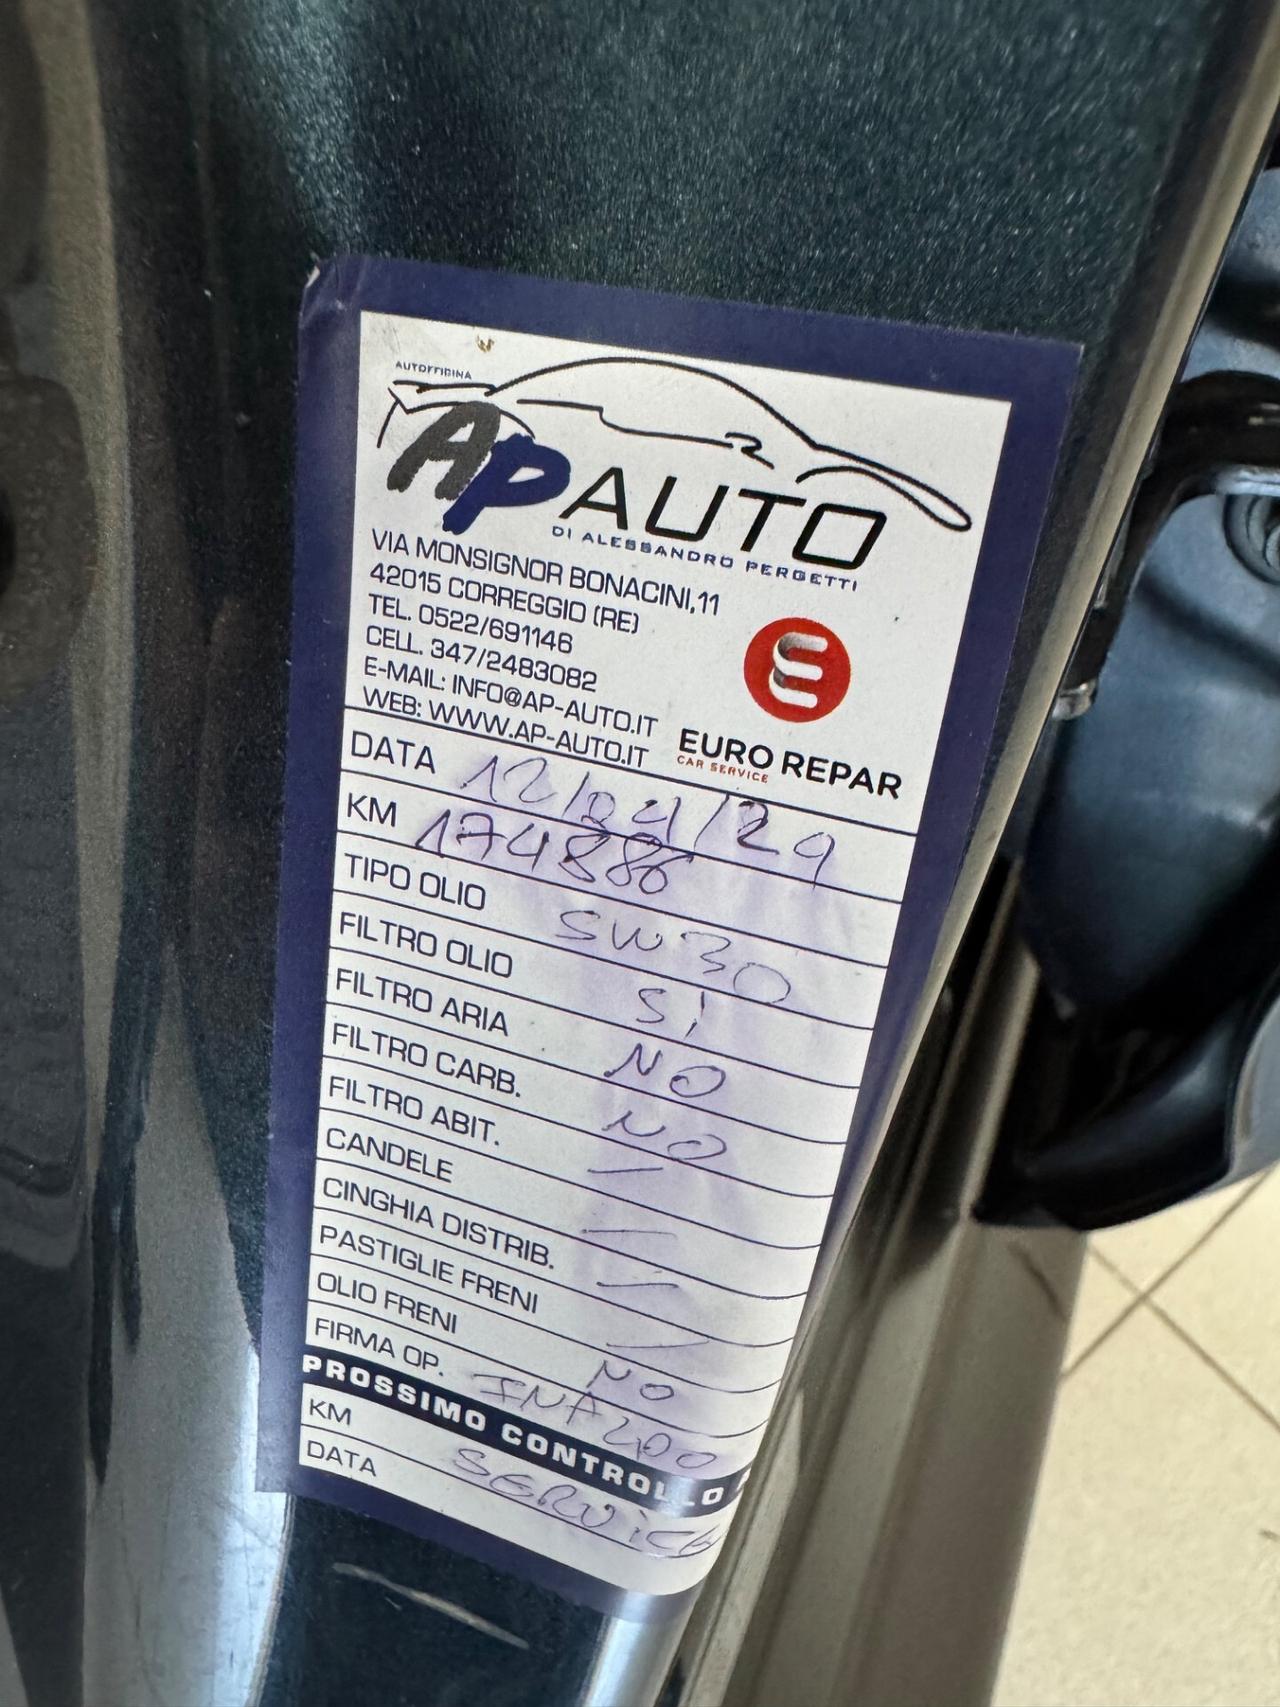 AUTOFFICINA
AP AUTO
DI ALESSANDRO PERGETTI
VIA MONSIGNOR BONACINI,11
42015 CORREGGIO (RE)
TEL. 0522/691146
CELL. 347/2483082
E-MAIL: INFO@AP-AUTO.IT
WEB: WWW.AP-AUTO.IT
EURO REPAR
CAR SERVICE
DATA 12/04/29
KM 174886
TIPO OLIO 5W30
FILTRO OLIO SI
FILTRO ARIA NO
FILTRO CARB. NO
FILTRO ABIT. —
CANDELE —
CINGHIA DISTRIB. —
PASTIGLIE FRENI —
OLIO FRENI NO
FIRMA OP.
PROSSIMO CONTROLLO
KM SERVICE
DATA